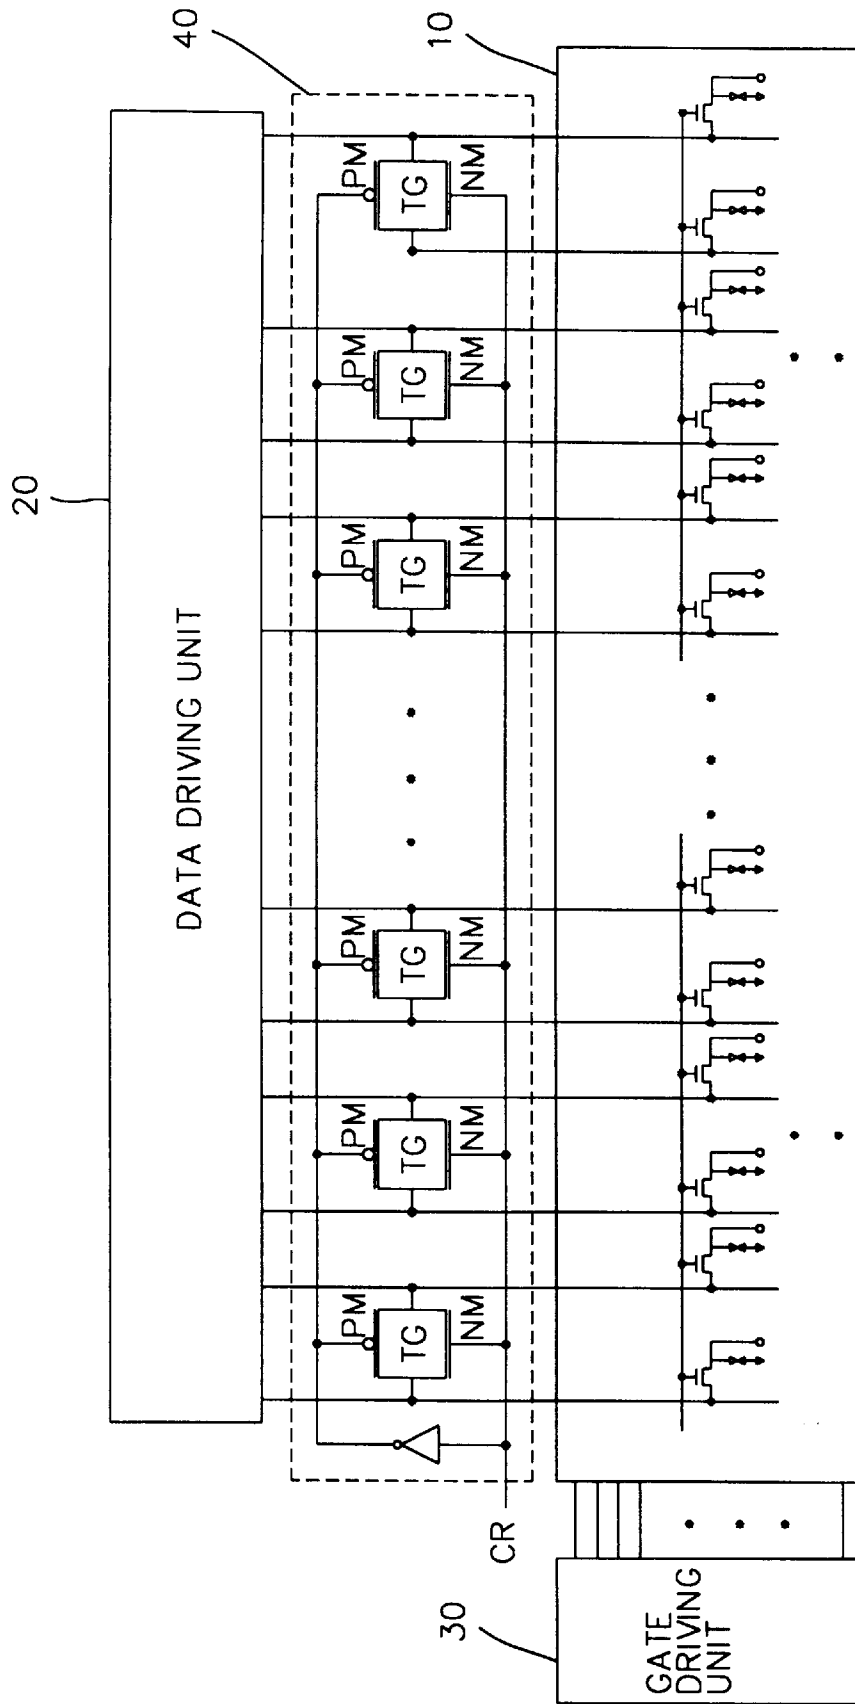 20
DATA DRIVING UNIT
40
PM
PM
PM
PM
PM
PM
TG
TG
TG
TG
TG
TG
NM
NM
NM
NM
NM
NM
CR
10
30
GATE
DRIVING
UNIT